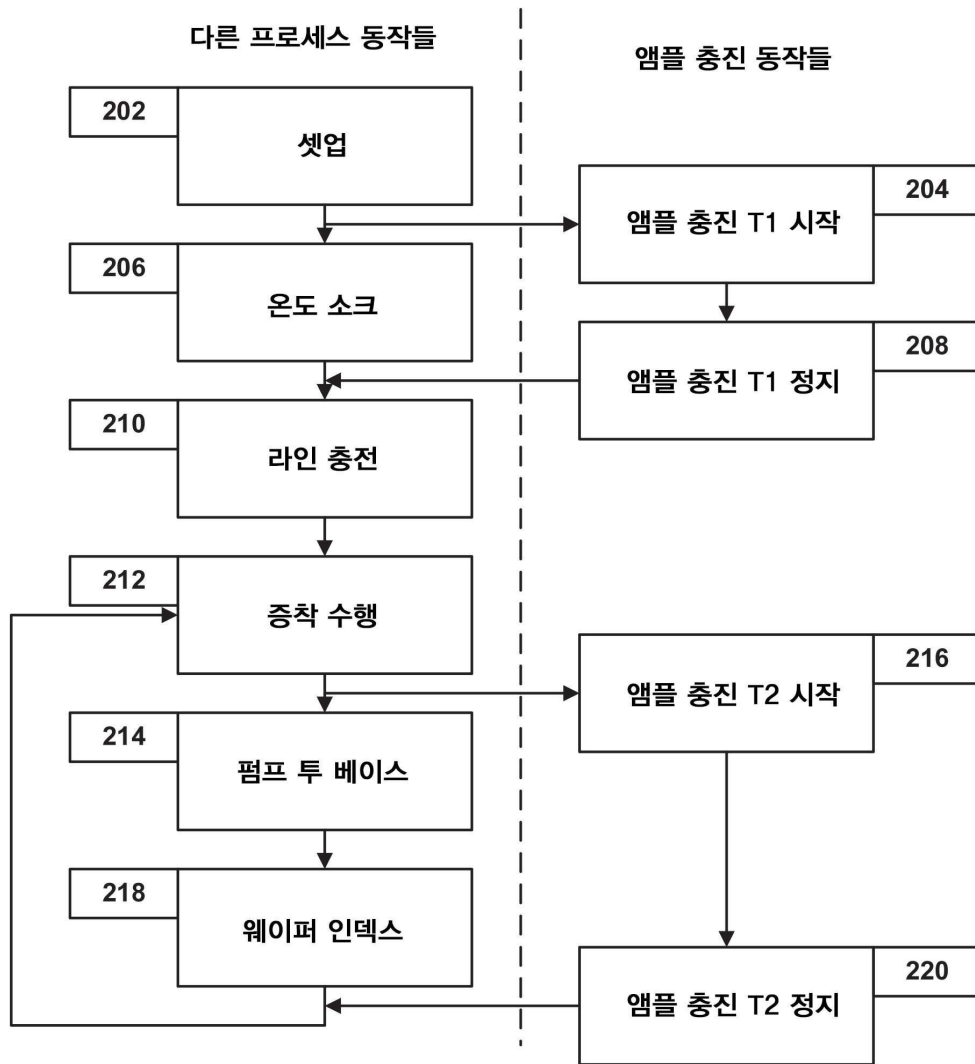 다른 프로세스 동작들
앰플 충진 동작들
202
셋업
204
앰플 충진 T1 시작
206
온도 소크
208
앰플 충진 T1 정지
210
라인 충전
212
증착 수행
216
앰플 충진 T2 시작
214
펌프 투 베이스
218
웨이퍼 인덱스
220
앰플 충진 T2 정지